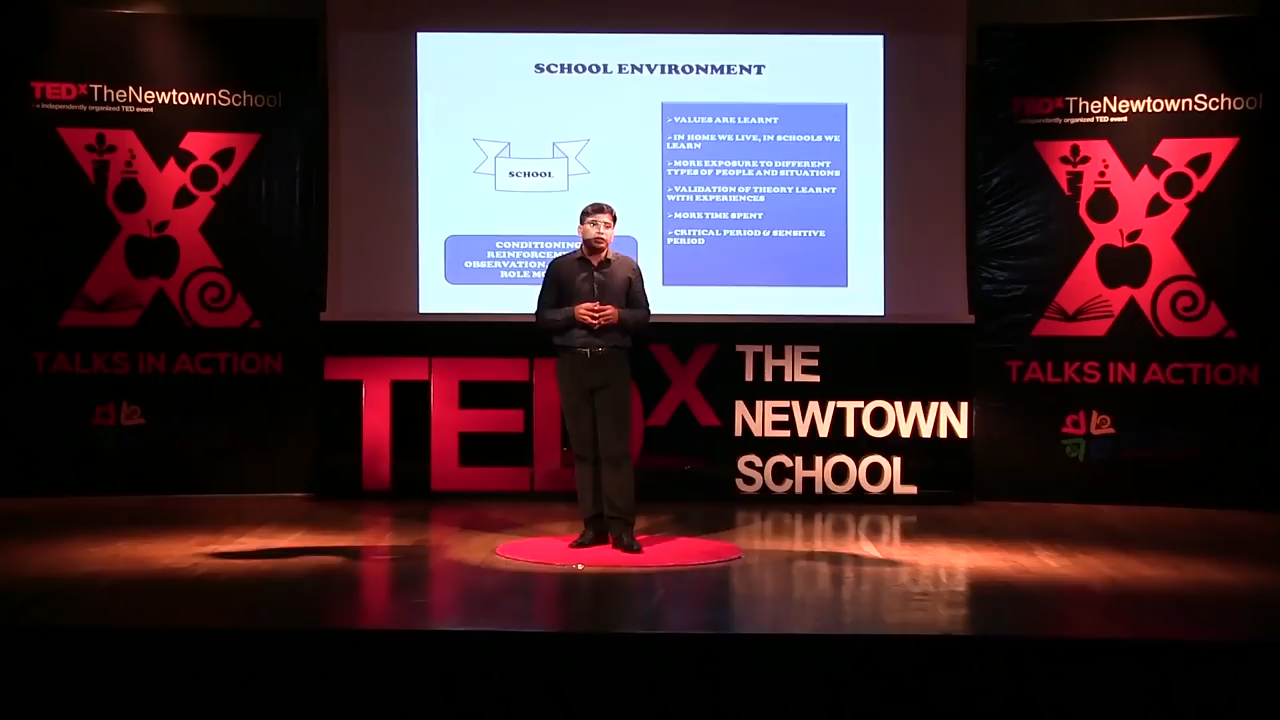 SCHOOL ENVIRONMENT
SCHOOL
CONDITIONING
OBSERVATION
ROLE
➢VALUES ARE LEARNT
➢IN HOME WE LIVE, IN SCHOOLS WE
LEARN
➢MORE EXPOSURE TO DIFFERENT
TYPES OF PEOPLE AND SITUATIONS
➢VALIDATION OF THEORY LEARNT
WITH EXPERIENCES
➢MORE TIME SPENT
➢CRITICAL PERIOD & SENSITIVE
PERIOD
TEDxTheNewtownSchool
independently organized TED event
TALKS IN ACTION
TEDx
THE
NEWTOWN
SCHOOL
TEDxTheNewtownSchool
independently organized TED event
TALKS IN ACTION